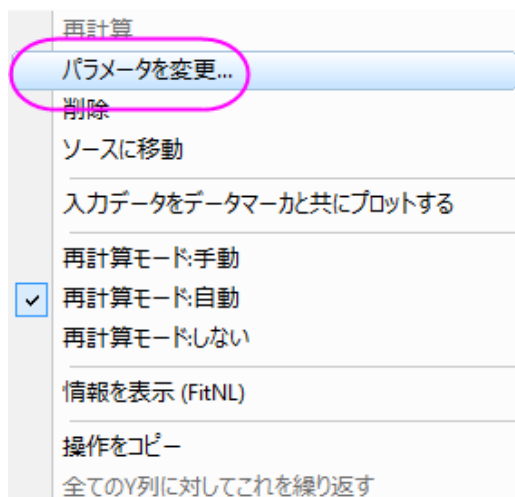 再計算
パラメータを変更...
削除
ソースに移動
入力データをデータマーカと共にプロットする
再計算モード:手動
再計算モード:自動
再計算モード:しない
情報を表示 (FitNL)
操作をコピー
全てのY列に対してこれを繰り返す